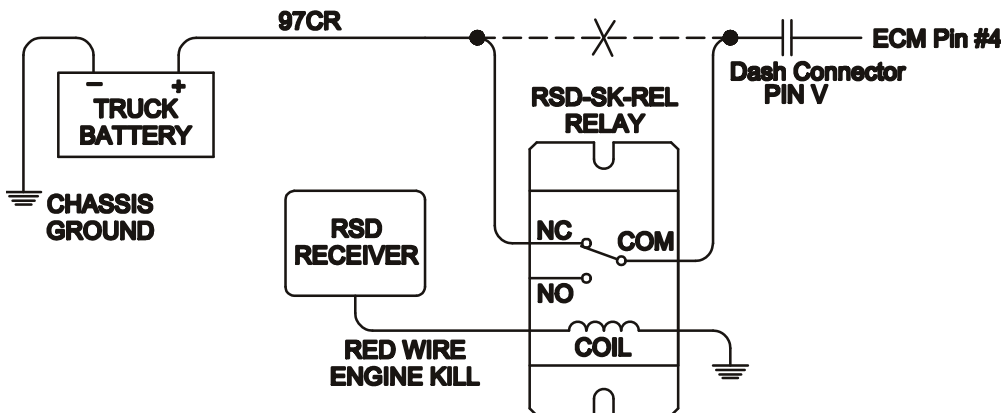 97CR
ECM Pin #4
Dash Connector
PIN V
RSD-SK-REL
RELAY
–
+
TRUCK
BATTERY
CHASSIS
GROUND
RSD
RECEIVER
NC
COM
NO
COIL
RED WIRE
ENGINE KILL